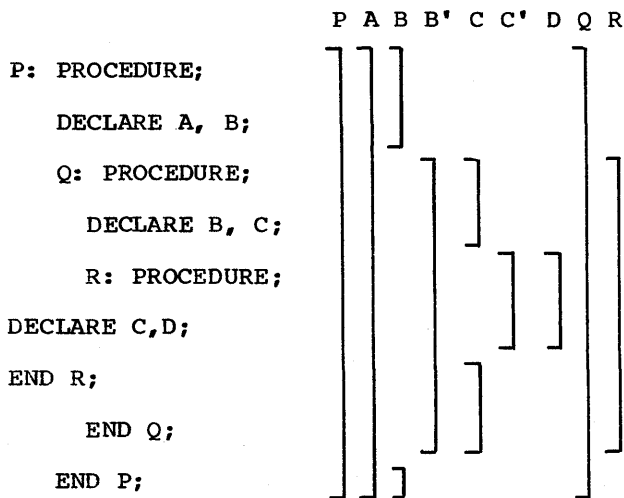 P A B B' C C' D Q R
P: PROCEDURE;
DECLARE A, B;
Q: PROCEDURE;
DECLARE B, C;
R: PROCEDURE;
DECLARE C,D;
END R;
END Q;
END P;